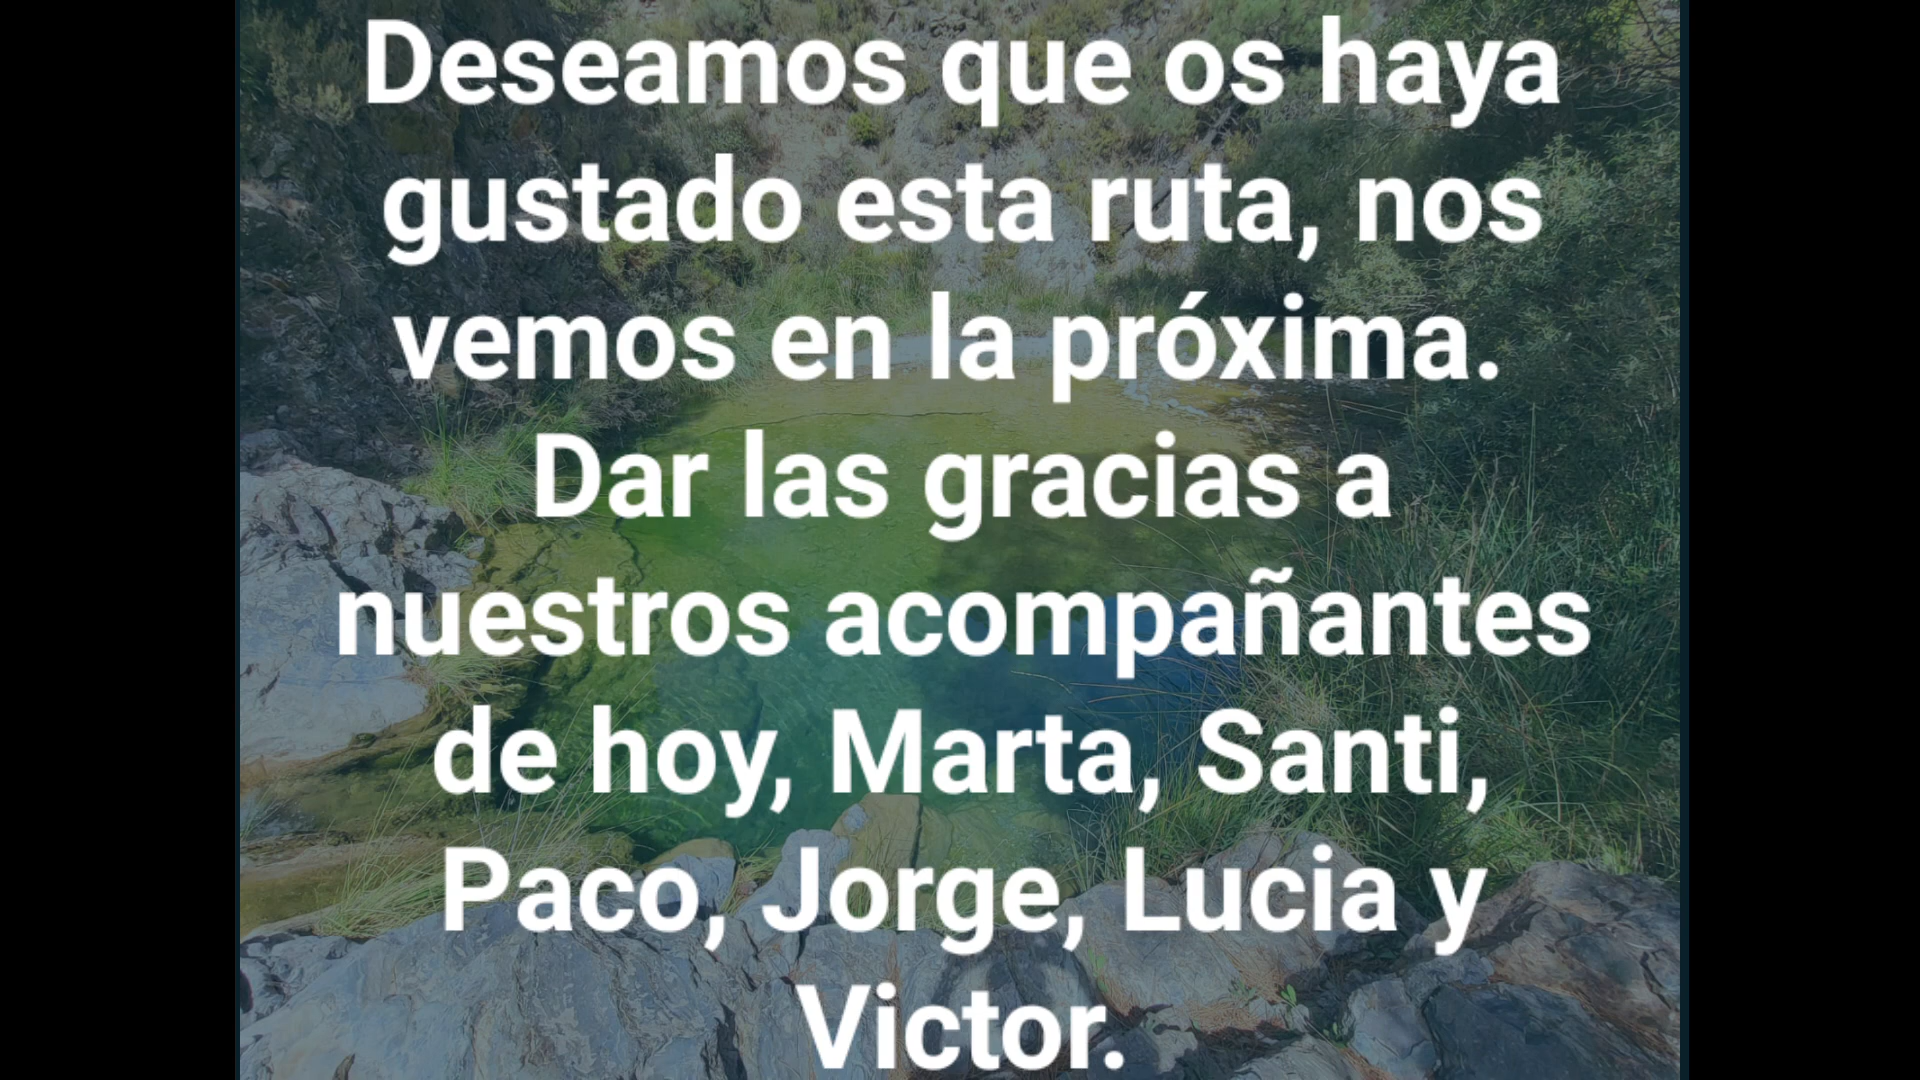 Deseamos que os haya
gustado esta ruta, nos
vemos en la próxima.
Dar las gracias a
nuestros acompañantes
de hoy, Marta, Santi,
Paco, Jorge, Lucia y
Victor.